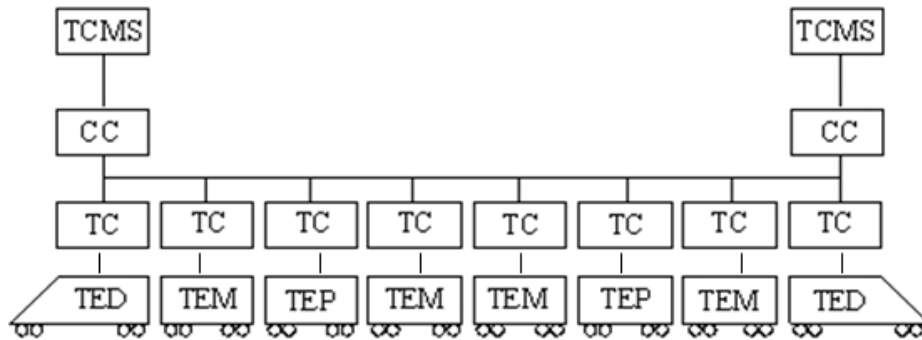 TCMS TCMS
CC CC
TC TC TC TC TC TC TC TC
TED TEM TEP TEM TEM TEP TEM TED